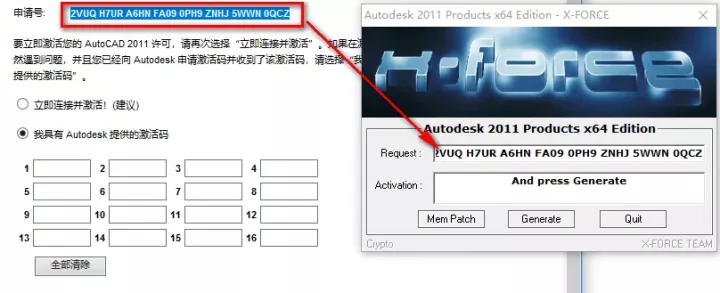 申请号: 2VUQ H7UR A6HN FA09 0PH9 ZNHJ 5WWN 0QCZ
要立即激活您的 AutoCAD 2011 许可，请再次选择“立即连并激活”。如果在激
然遇到问题，并且您已经向 Autodesk 申请激活码并收到了该激活码，请选择“我
提供的激活码”。
立即连接并激活！(建议)
我具有 Autodesk 提供的激活码
1 2 3 4
5 6 7 8
9 10 11 12
13 14 15 16
全部清除
Autodesk 2011 Products x64 Edition - X-FORCE
x-force
Autodesk 2011 Products x64 Edition
Request : 2VUQ H7UR A6HN FA09 0PH9 ZNHJ 5WWN 0QCZ
Activation : And press Generate
Mem Patch Generate Quit
Crypto X-FORCE TEAM